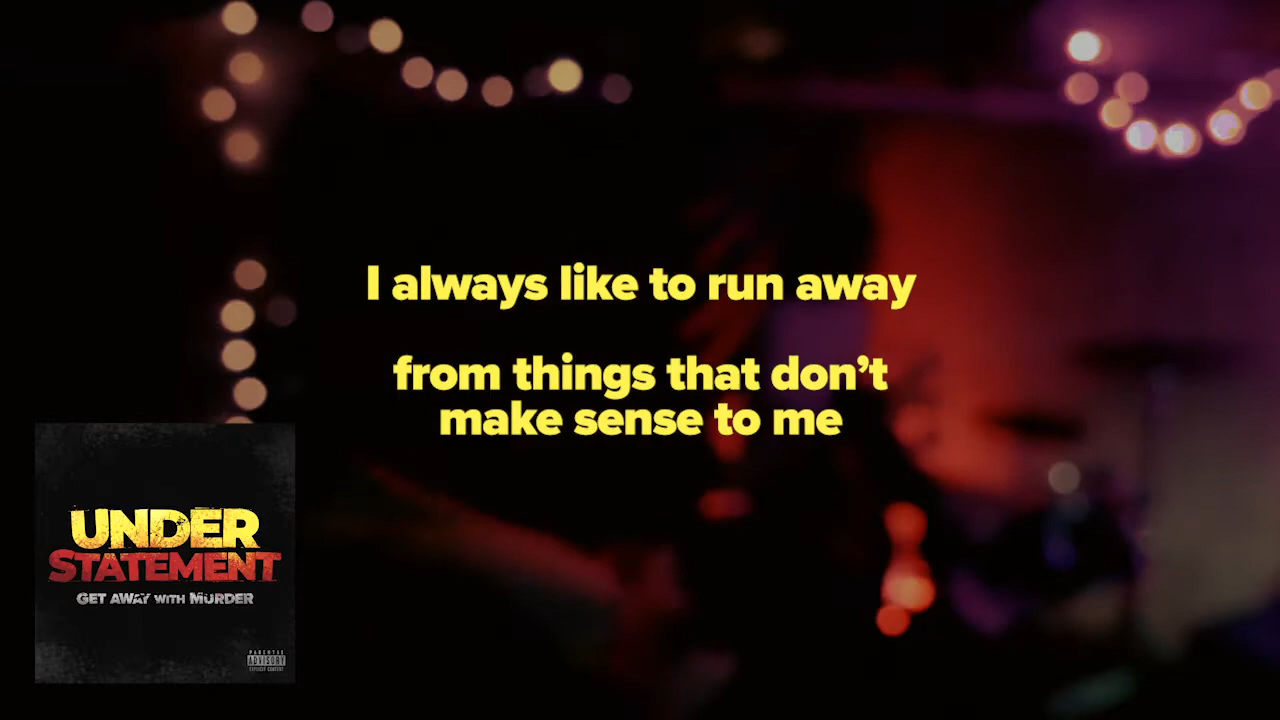 I always like to run away
from things that don’t
make sense to me
UNDER
STATEMENT
GET AWAY WITH MURDER
PARENTAL
ADVISORY
EXPLICIT CONTENT